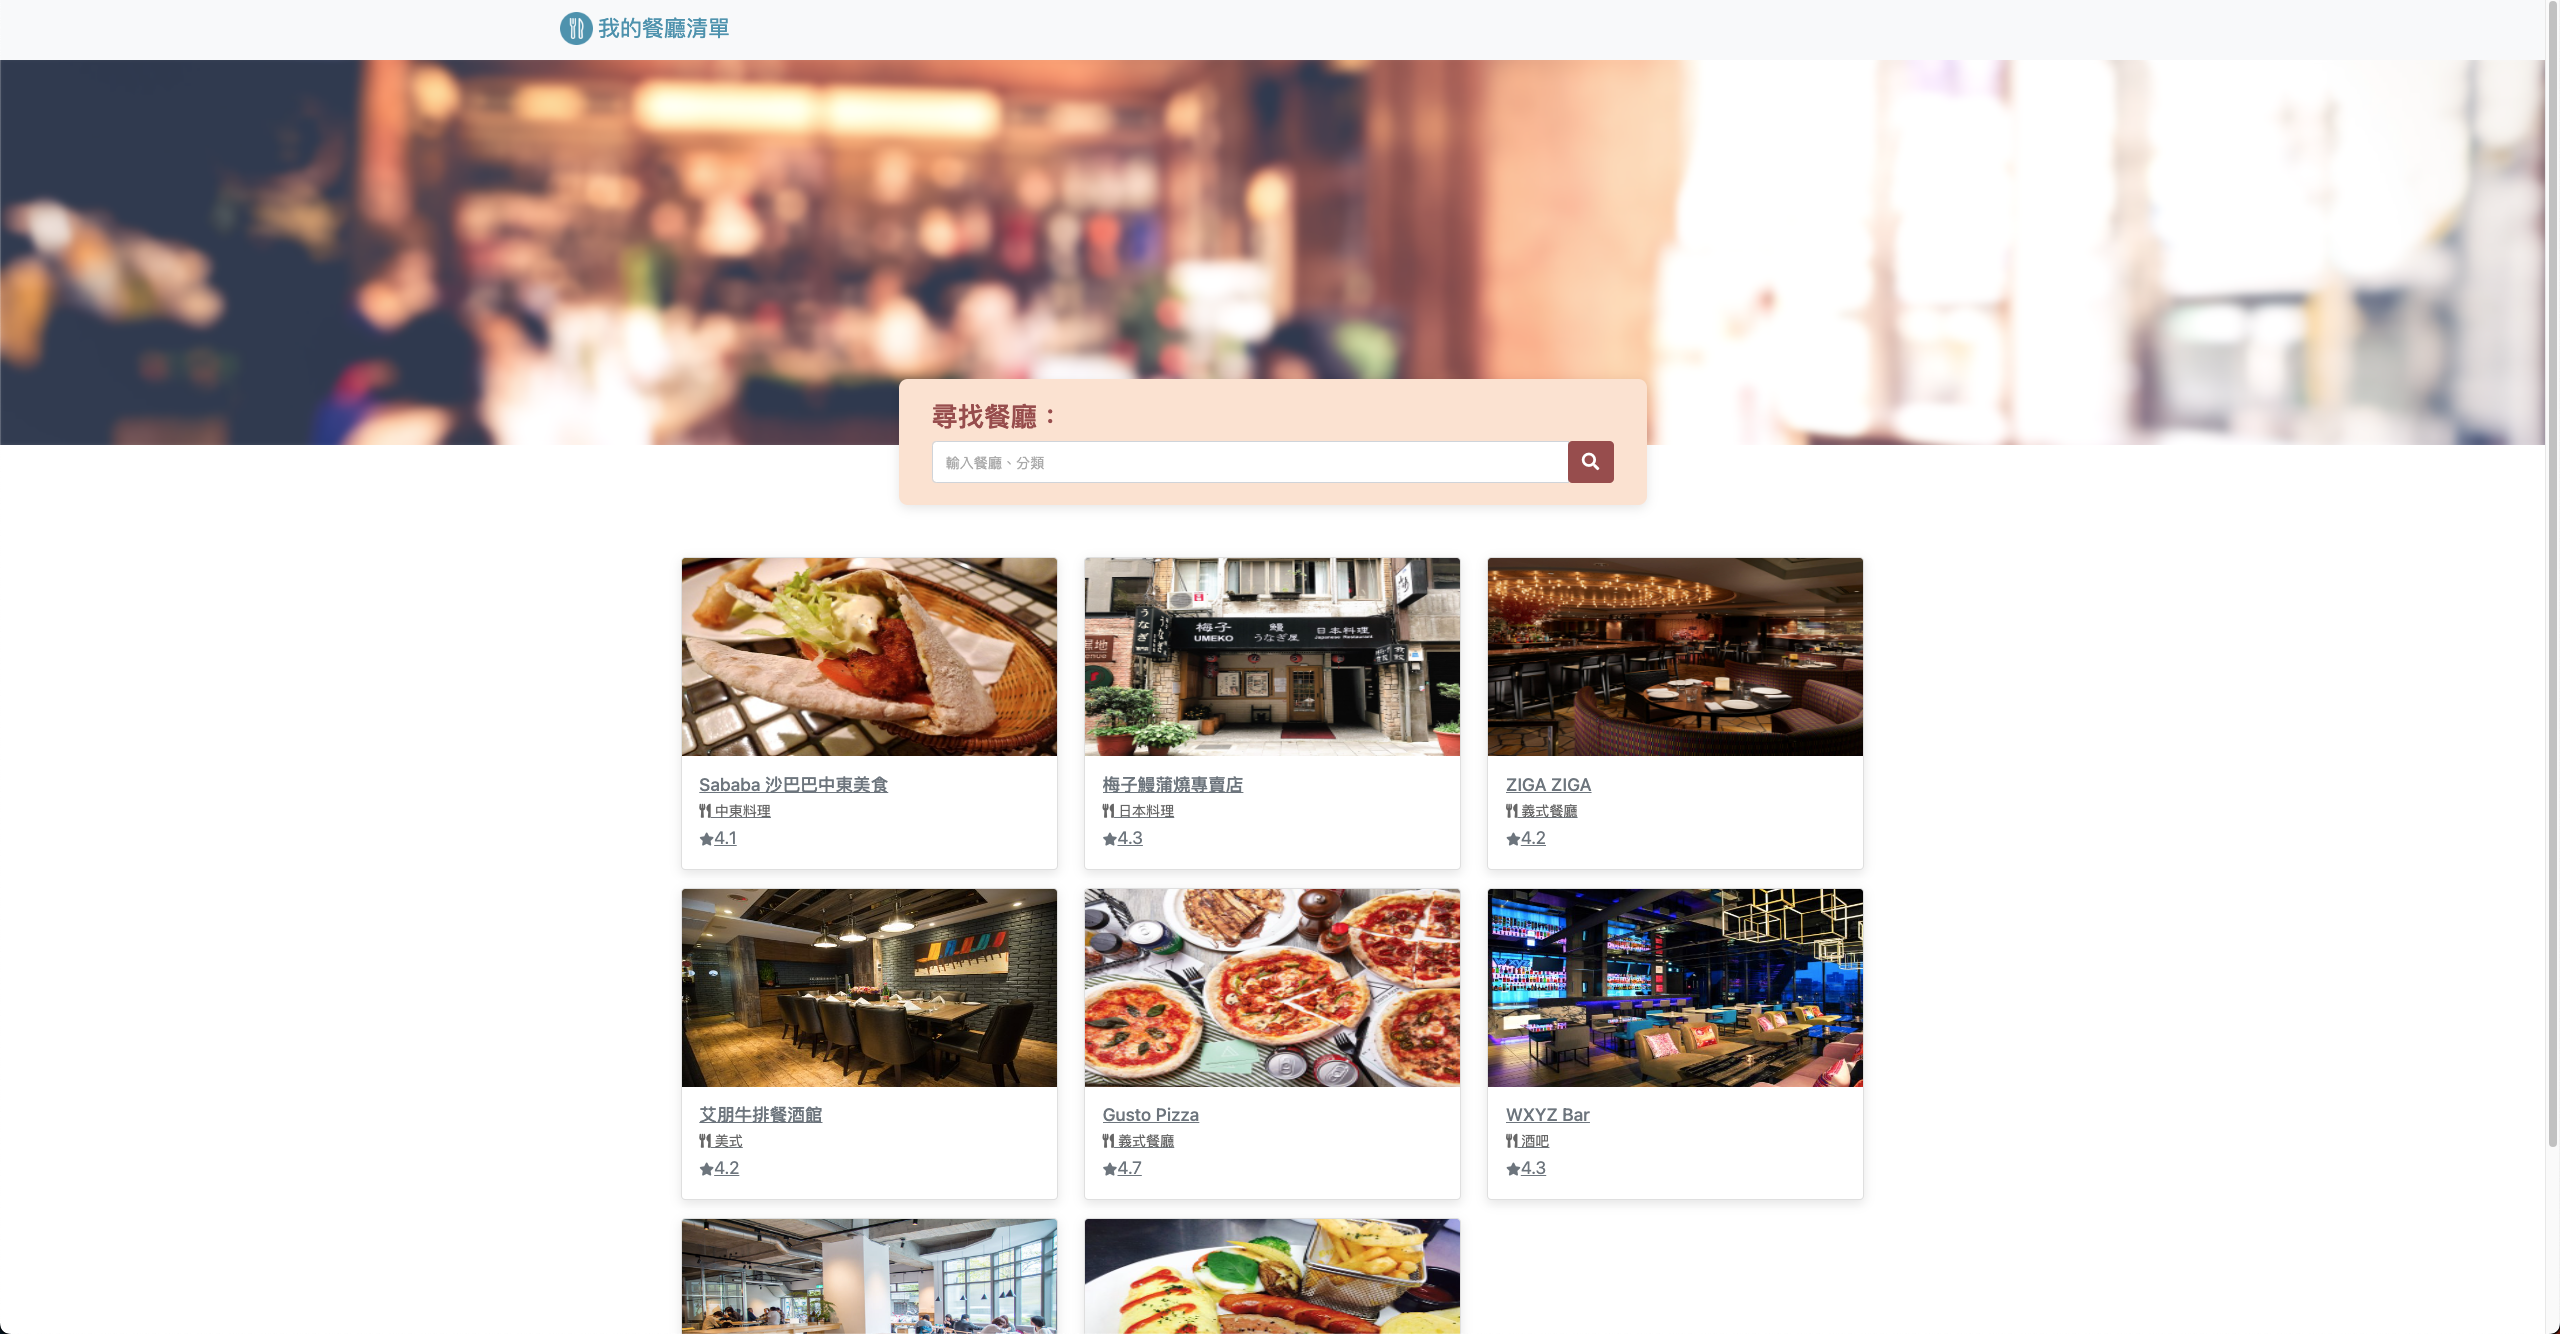 我的餐廳清單
尋找餐廳：
輸入餐廳、分類
梅子 鰻 日本料理
UMEKO うなぎ屋 Japanese Restaurant
Sababa 沙巴巴中東美食
中東料理
4.1
梅子鰻蒲燒專賣店
日本料理
4.3
ZIGA ZIGA
義式餐廳
4.2
艾朋牛排餐酒館
美式
4.2
Gusto Pizza
義式餐廳
4.7
WXYZ Bar
酒吧
4.3